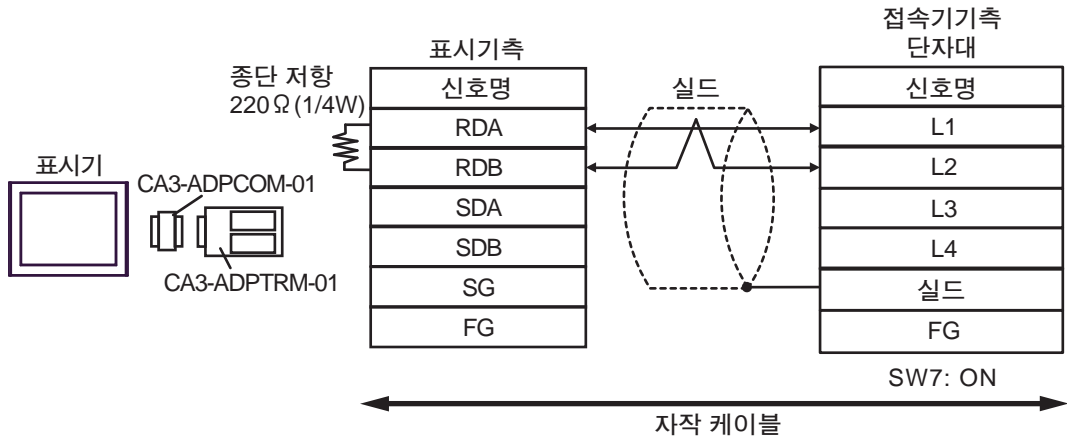 접속기기측
단자대
표시기측
종단 저항
220Ω(1/4W)
신호명
실드
신호명
RDA
L1
표시기
CA3-ADPCOM-01
RDB
L2
SDA
L3
SDB
L4
CA3-ADPTRM-01
SG
실드
FG
FG
SW7: ON
자작 케이블